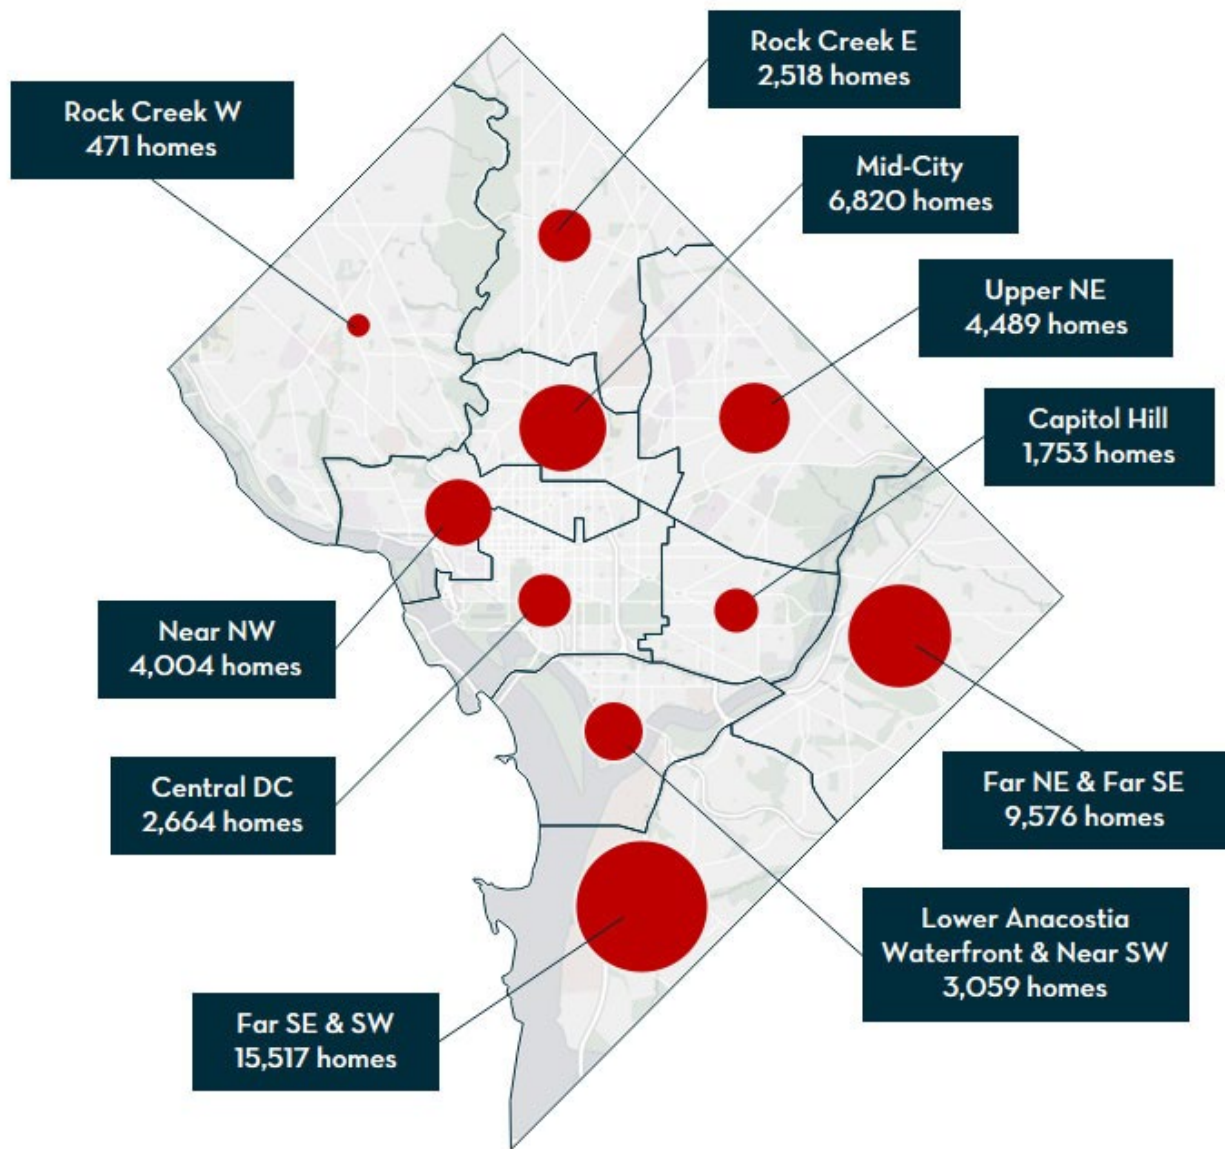 Rock Creek E
2,518 homes
Rock Creek W
471 homes
Mid-City
6,820 homes
Upper NE
4,489 homes
Capitol Hill
1,753 homes
Near NW
4,004 homes
Central DC
2,664 homes
Far NE & Far SE
9,576 homes
Lower Anacostia
Waterfront & Near SW
3,059 homes
Far SE & SW
15,517 homes